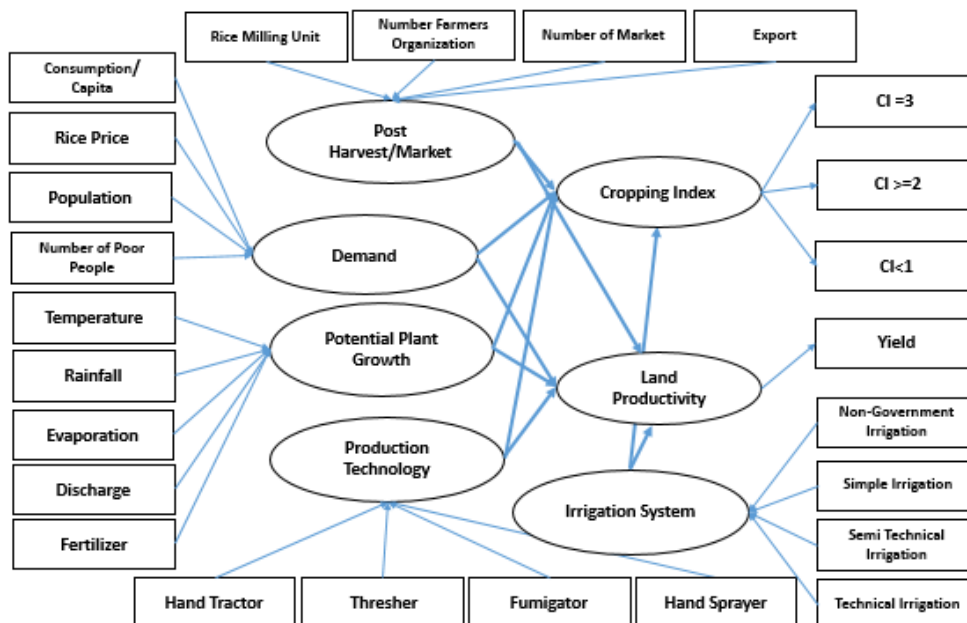 Rice Milling Unit
Number Farmers
Organization
Number of Market
Export
Consumption/
Capita
Rice Price
Population
Number of Poor
People
Temperature
Rainfall
Evaporation
Discharge
Fertilizer
Post
Harvest/Market
Demand
Potential Plant
Growth
Production
Technology
Cropping Index
Land
Productivity
Irrigation System
CI =3
CI >=2
CI<1
Yield
Non-Government
Irrigation
Simple Irrigation
Semi Technical
Irrigation
Technical Irrigation
Hand Tractor
Thresher
Fumigator
Hand Sprayer